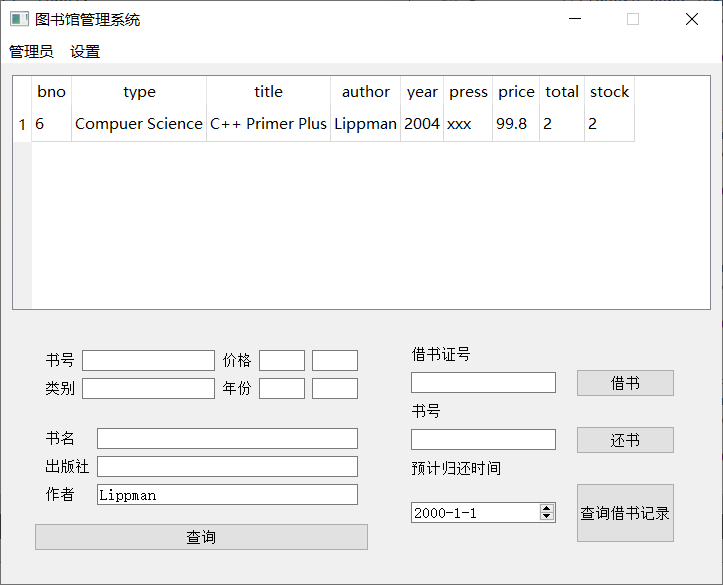 图书馆管理系统
管理员 设置
bno type title author year press price total stock
1 6 Compuer Science C++ Primer Plus Lippman 2004 xxx 99.8 2 2
书号 价格
类别 年份
书名
出版社
作者 Lippman
查询
借书证号
借书
书号
还书
预计归还时间
2000-1-1
查询借书记录